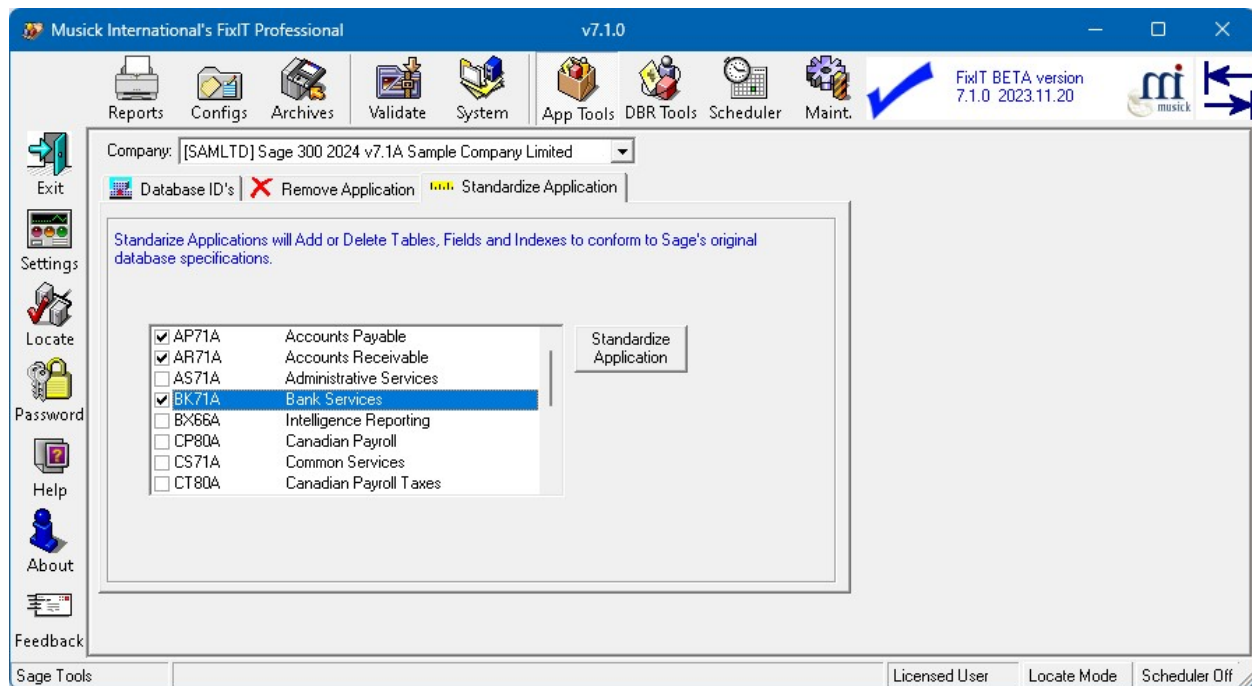 Musick International's FixIT Professional v7.1.0
Reports Configs Archives Validate System App Tools DBR Tools Scheduler Maint.
FixIT BETA version
7.1.0 2023.11.20
mi
musick
Exit
Settings
Locate
Password
Help
About
Feedback
Company: [SAMLTD] Sage 300 2024 v7.1A Sample Company Limited
Database ID's Remove Application Standardize Application
Standarize Applications will Add or Delete Tables, Fields and Indexes to conform to Sage's original
database specifications.
AP71A Accounts Payable
AR71A Accounts Receivable
AS71A Administrative Services
BK71A Bank Services
BX66A Intelligence Reporting
CP80A Canadian Payroll
CS71A Common Services
CT80A Canadian Payroll Taxes
Standardize
Application
Sage Tools Licensed User Locate Mode Scheduler Off